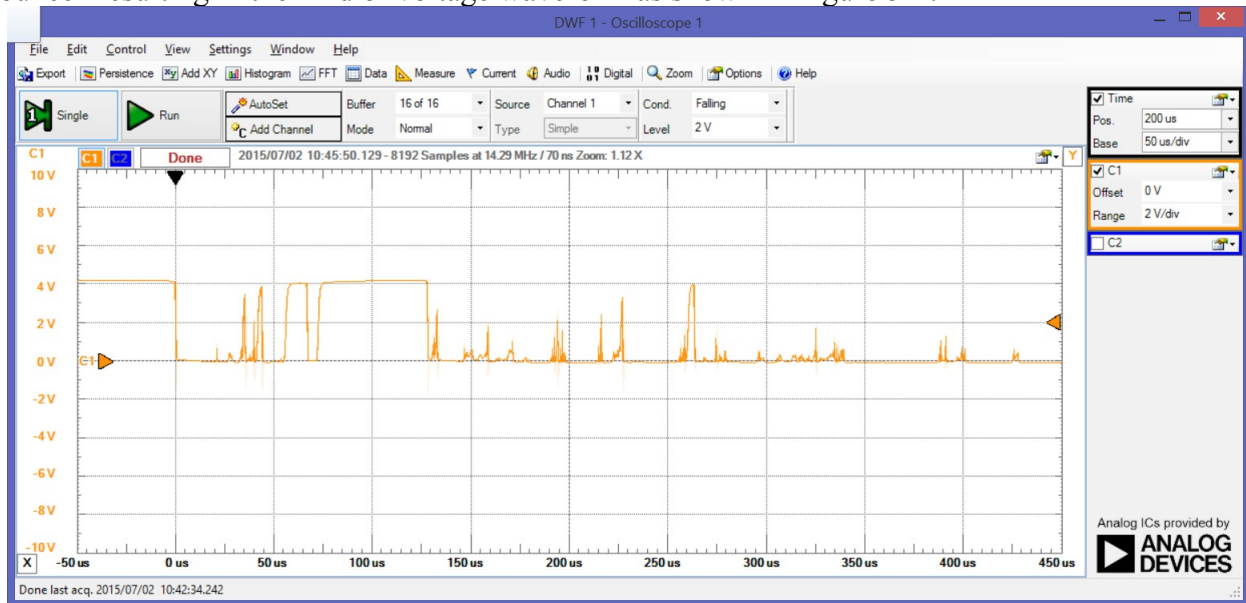 DWF 1 - Oscilloscope 1
File Edit Control View Settings Window Help
Export Persistence Add XY Histogram FFT Data Measure Current Audio Digital Zoom Options Help
Single Run AutoSet Buffer 16 of 16 Source Channel 1 Cond. Falling
Add Channel Mode Normal Type Simple Level 2 V
C1 C1 C2 Done 2015/07/02 10:45:50.129 - 8192 Samples at 14.29 MHz / 70 ns Zoom: 1.12 X Y
10 V
8 V
6 V
4 V
2 V
0 V C1
-2 V
-4 V
-6 V
-8 V
-10 V
X -50 us 0 us 50 us 100 us 150 us 200 us 250 us 300 us 350 us 400 us 450 us
Time
Pos. 200 us
Base 50 us/div
C1
Offset 0 V
Range 2 V/div
C2
Analog ICs provided by
ANALOG
DEVICES
Done last acq. 2015/07/02 10:42:34.242